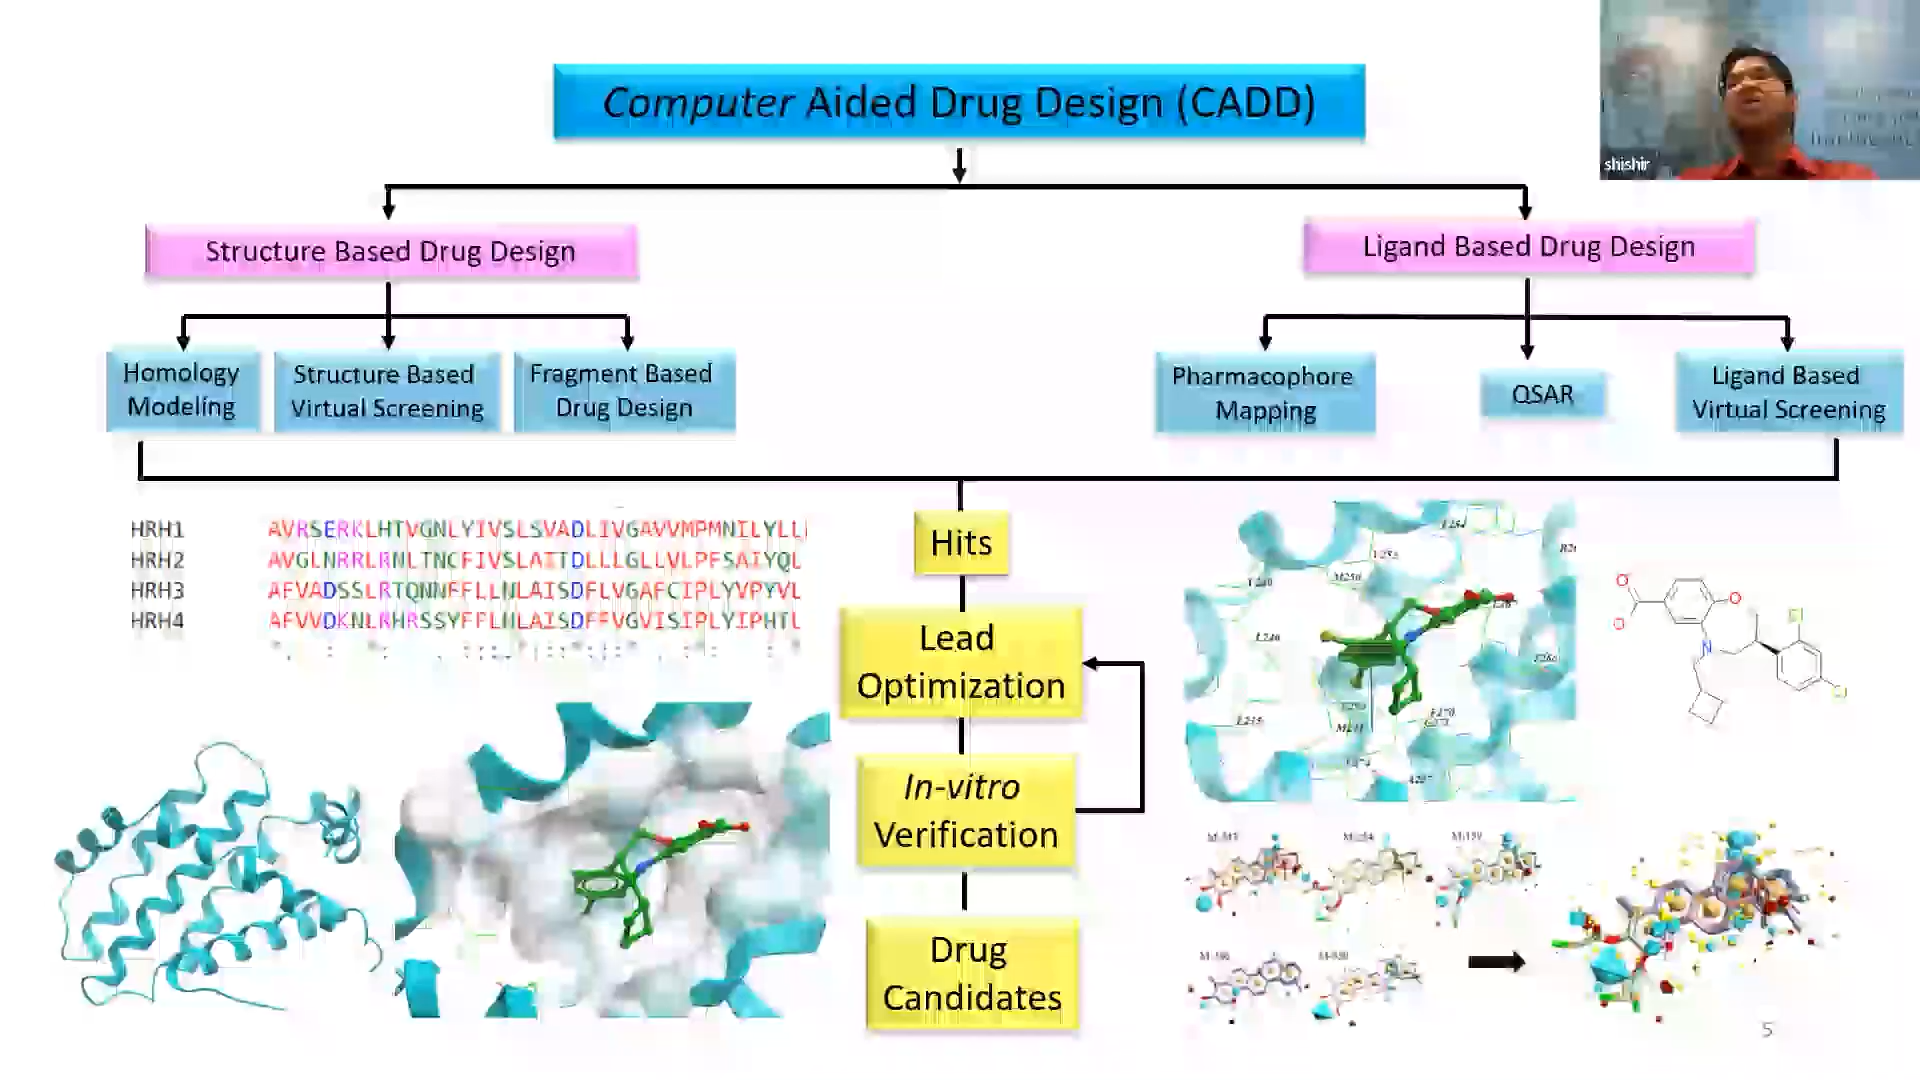 Computer Aided Drug Design (CADD)
shishir
Structure Based Drug Design
Ligand Based Drug Design
Homology
Modeling
Structure Based
Virtual Screening
Fragment Based
Drug Design
Pharmacophore
Mapping
QSAR
Ligand Based
Virtual Screening
HRH1 AVRSERKLHTVGNLYIVSLSVADLIVGAVVMPMNILYLL
HRH2 AVGLNRRLRNLTNCFIVSLAITDLLLGLLVLPFSAIYQL
HRH3 AFVADSSLRTQNNFFLLNLAISDFLVGAFCIPLYVPYVL
HRH4 AFVVDKNLRHRSSYFFLNLAISDFFVGVISIPLYIPHTL
Hits
Lead
Optimization
In-vitro
Verification
Drug
Candidates
5